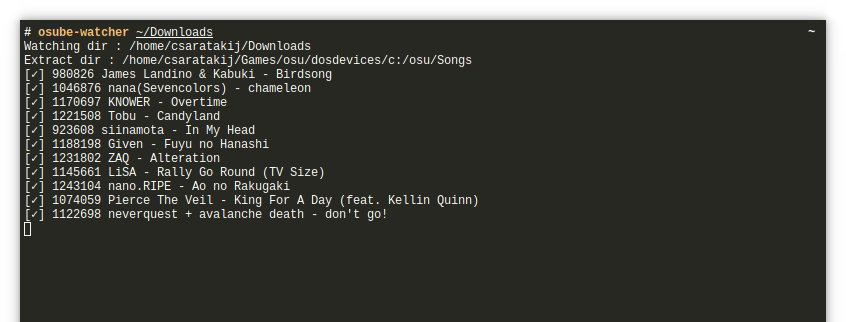 # osube-watcher ~/Downloads ~
Watching dir : /home/csaratakij/Downloads
Extract dir : /home/csaratakij/Games/osu/dosdevices/c:/osu/Songs
[✓] 980826 James Landino & Kabuki - Birdsong
[✓] 1046876 nana(Sevencolors) - chameleon
[✓] 1170697 KNOWER - Overtime
[✓] 1221508 Tobu - Candyland
[✓] 923608 siinamota - In My Head
[✓] 1188198 Given - Fuyu no Hanashi
[✓] 1231802 ZAQ - Alteration
[✓] 1145661 LiSA - Rally Go Round (TV Size)
[✓] 1243104 nano.RIPE - Ao no Rakugaki
[✓] 1074059 Pierce The Veil - King For A Day (feat. Kellin Quinn)
[✓] 1122698 neverquest + avalanche death - don't go!